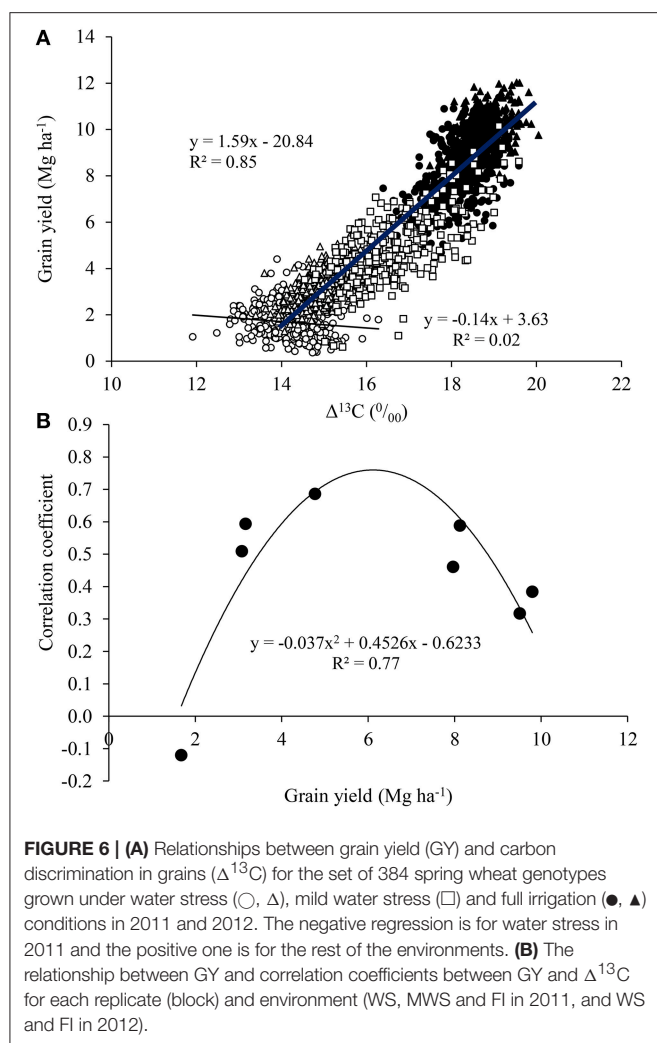 A
14
12
10
8
6
4
2
0
Grain yield (Mg ha⁻¹)
y = 1.59x - 20.84
R² = 0.85
y = -0.14x + 3.63
R² = 0.02
10 12 14 16 18 20 22
Δ¹³C (⁰/₀₀)
B
0.9
0.8
0.7
0.6
0.5
0.4
0.3
0.2
0.1
0.0
-0.1
-0.2
Correlation coefficient
y = -0.037x² + 0.4526x - 0.6233
R² = 0.77
0 2 4 6 8 10 12
Grain yield (Mg ha⁻¹)
FIGURE 6 | (A) Relationships between grain yield (GY) and carbon
discrimination in grains (Δ¹³C) for the set of 384 spring wheat genotypes
grown under water stress (○, Δ), mild water stress (□) and full irrigation (●, ▲)
conditions in 2011 and 2012. The negative regression is for water stress in
2011 and the positive one is for the rest of the environments. (B) The
relationship between GY and correlation coefficients between GY and Δ¹³C
for each replicate (block) and environment (WS, MWS and FI in 2011, and WS
and FI in 2012).